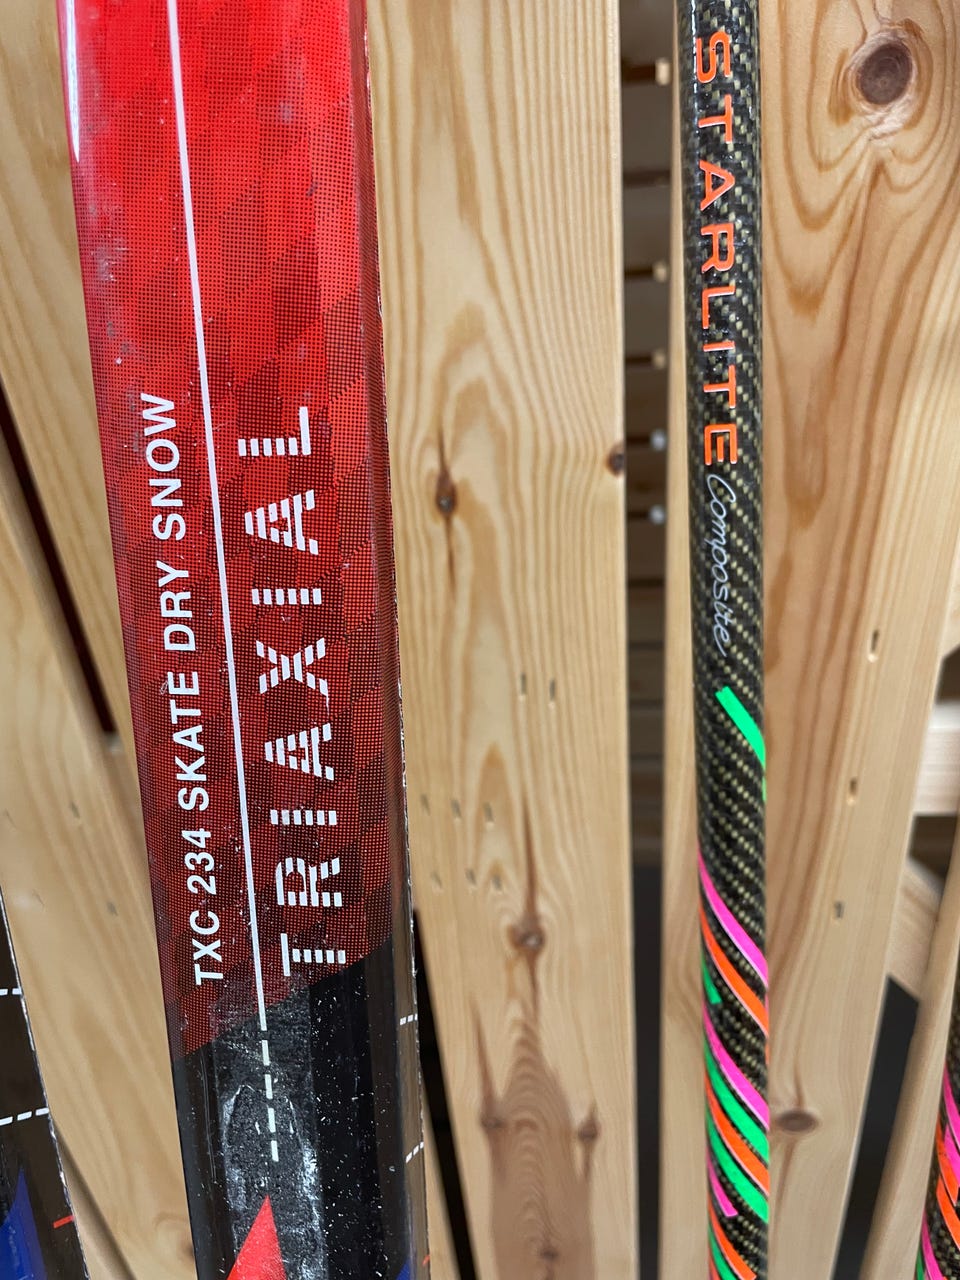 TXC 234 SKATE DRY SNOW
TRIAXIAL
STARLITE Composite